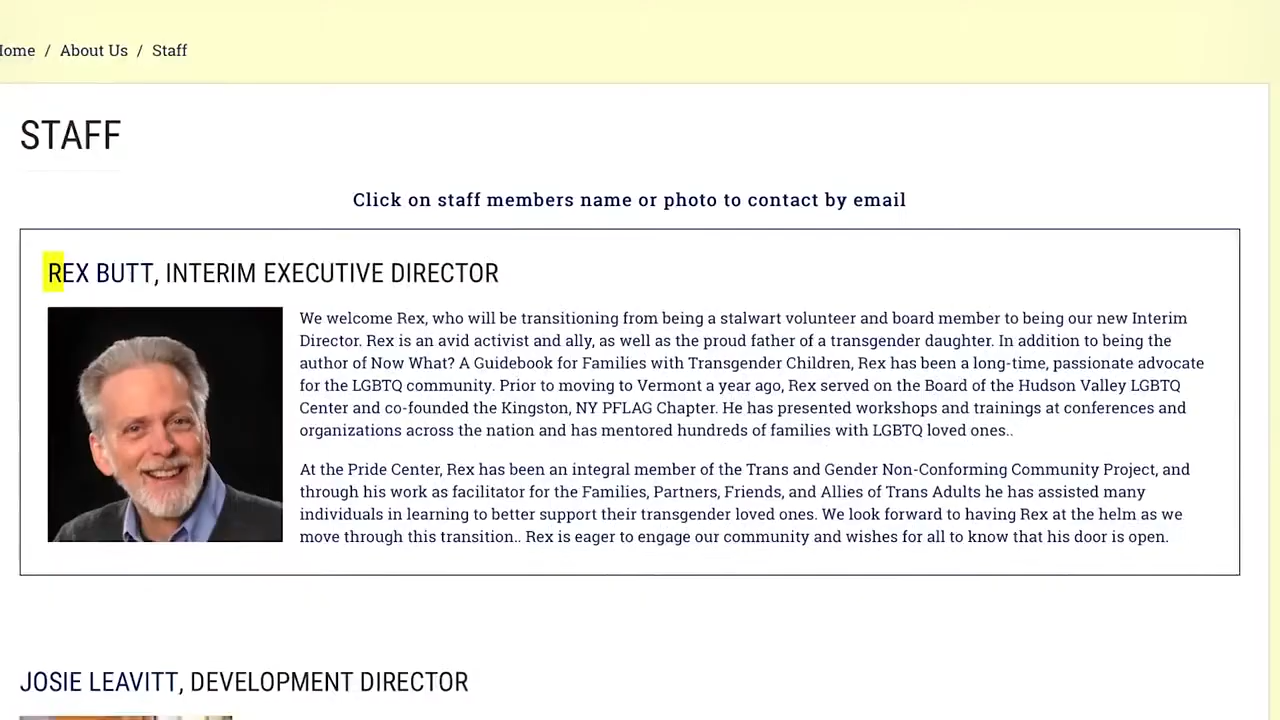 Home / About Us / Staff
STAFF
Click on staff members name or photo to contact by email
REX BUTT, INTERIM EXECUTIVE DIRECTOR
We welcome Rex, who will be transitioning from being a stalwart volunteer and board member to being our new Interim
Director. Rex is an avid activist and ally, as well as the proud father of a transgender daughter. In addition to being the
author of Now What? A Guidebook for Families with Transgender Children, Rex has been a long-time, passionate advocate
for the LGBTQ community. Prior to moving to Vermont a year ago, Rex served on the Board of the Hudson Valley LGBTQ
Center and co-founded the Kingston, NY PFLAG Chapter. He has presented workshops and trainings at conferences and
organizations across the nation and has mentored hundreds of families with LGBTQ loved ones..
At the Pride Center, Rex has been an integral member of the Trans and Gender Non-Conforming Community Project, and
through his work as facilitator for the Families, Partners, Friends, and Allies of Trans Adults he has assisted many
individuals in learning to better support their transgender loved ones. We look forward to having Rex at the helm as we
move through this transition.. Rex is eager to engage our community and wishes for all to know that his door is open.
JOSIE LEAVITT, DEVELOPMENT DIRECTOR